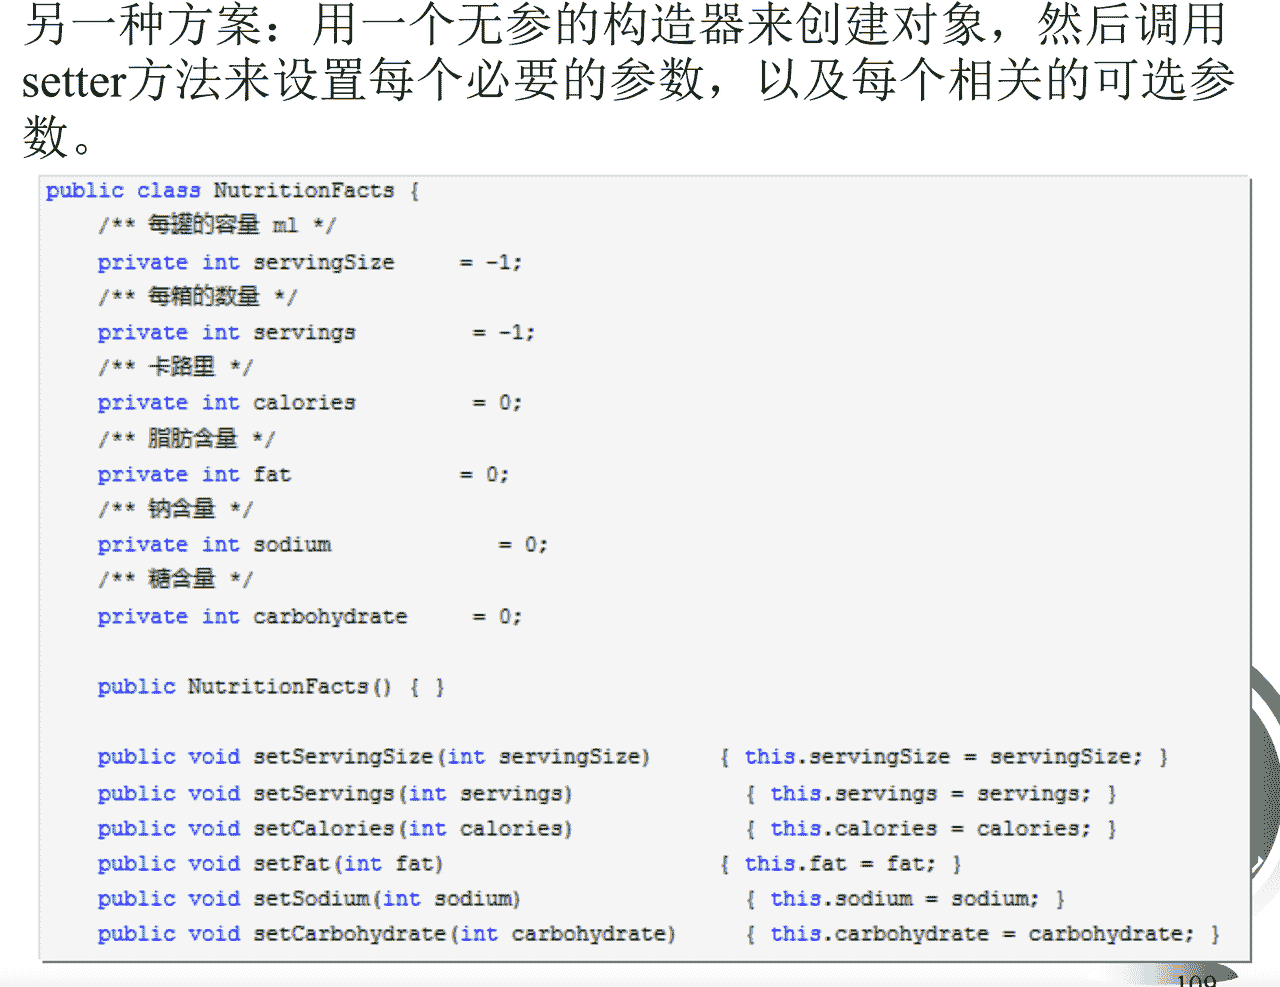 另一种方案：用一个无参的构造器来创建对象，然后调用
setter方法来设置每个必要的参数，以及每个相关的可选参
数。
public class NutritionFacts {
/** 每罐的容量 ml */
private int servingSize = -1;
/** 每箱的数量 */
private int servings = -1;
/** 卡路里 */
private int calories = 0;
/** 脂肪含量 */
private int fat = 0;
/** 钠含量 */
private int sodium = 0;
/** 糖含量 */
private int carbohydrate = 0;
public NutritionFacts() { }
public void setServingSize(int servingSize) { this.servingSize = servingSize; }
public void setServings(int servings) { this.servings = servings; }
public void setCalories(int calories) { this.calories = calories; }
public void setFat(int fat) { this.fat = fat; }
public void setSodium(int sodium) { this.sodium = sodium; }
public void setCarbohydrate(int carbohydrate) { this.carbohydrate = carbohydrate; }
109